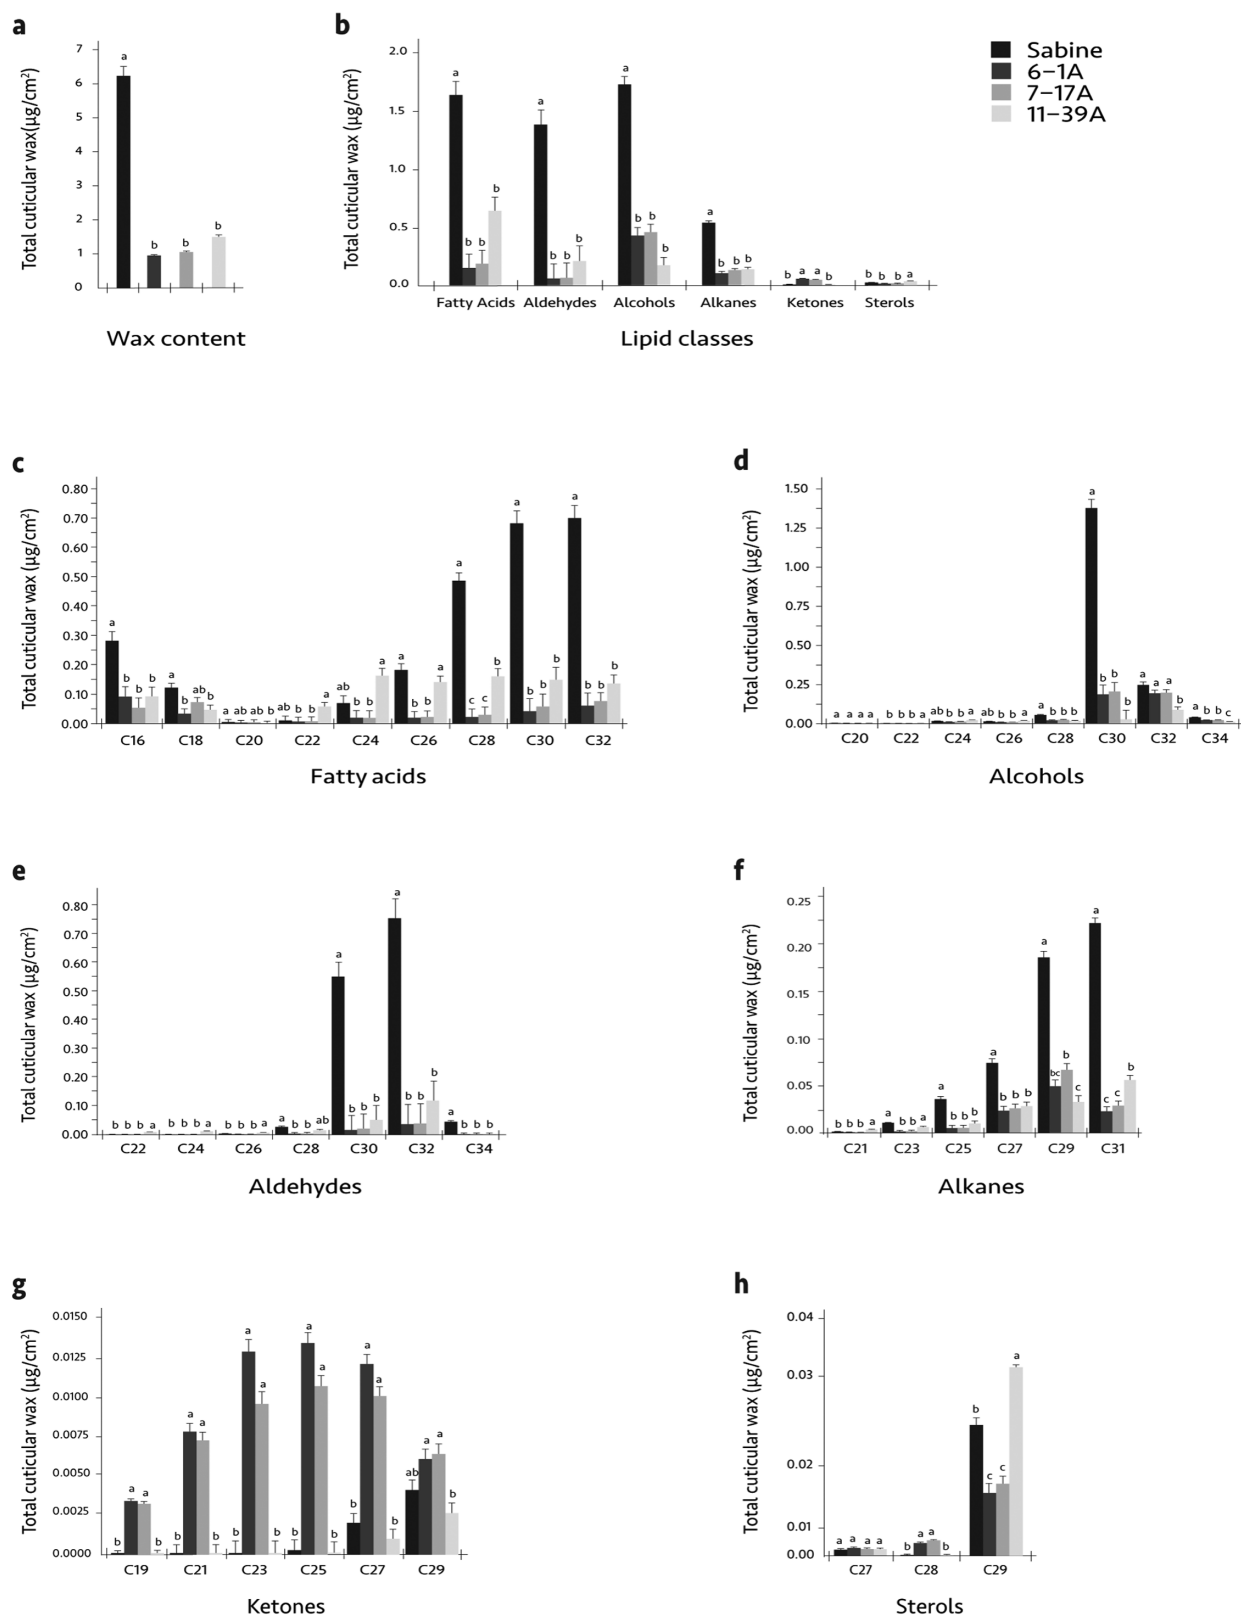 a
Total cuticular wax(µg/cm²)
7
6
5
4
3
2
1
0
a
b
b
b
Wax content
b
Total cuticular wax (µg/cm²)
2.0
1.5
1.0
0.5
0.0
a b b b
a b b b
a b b b
a b b b
b a a b
b b b a
Fatty Acids Aldehydes Alcohols Alkanes Ketones Sterols
Lipid classes
Sabine
6–1A
7–17A
11–39A
c
Total cuticular wax (µg/cm²)
0.80
0.70
0.60
0.50
0.40
0.30
0.20
0.10
0.00
a b b b
a b ab b
a ab ab b
ab b b a
ab b b a
a b b a
a c c b
a b b b
a b b b
C16 C18 C20 C22 C24 C26 C28 C30 C32
Fatty acids
d
Total cuticular wax (µg/cm²)
1.50
1.25
1.00
0.75
0.50
0.25
0.00
a a a a
b b b a
ab b b a
ab b b a
a b b b
a b b b
a a a b
a b b c
C20 C22 C24 C26 C28 C30 C32 C34
Alcohols
e
Total cuticular wax (µg/cm²)
0.80
0.70
0.60
0.50
0.40
0.30
0.20
0.10
0.00
b b b a
b b b a
b b b a
a b b ab
a b b b
a b b b
a b b b
C22 C24 C26 C28 C30 C32 C34
Aldehydes
f
Total cuticular wax (µg/cm²)
0.25
0.20
0.15
0.10
0.05
0.00
b b b a
a b b a
a b b b
a b b b
a bc b c
a c c b
C21 C23 C25 C27 C29 C31
Alkanes
g
Total cuticular wax (µg/cm²)
0.0150
0.0125
0.0100
0.0075
0.0050
0.0025
0.0000
b a a b
b a a b
b a a b
b a a b
b a a b
ab a a b
C19 C21 C23 C25 C27 C29
Ketones
h
Total cuticular wax (µg/cm²)
0.04
0.03
0.02
0.01
0.00
a a a a
b a a b
b c c a
C27 C28 C29
Sterols